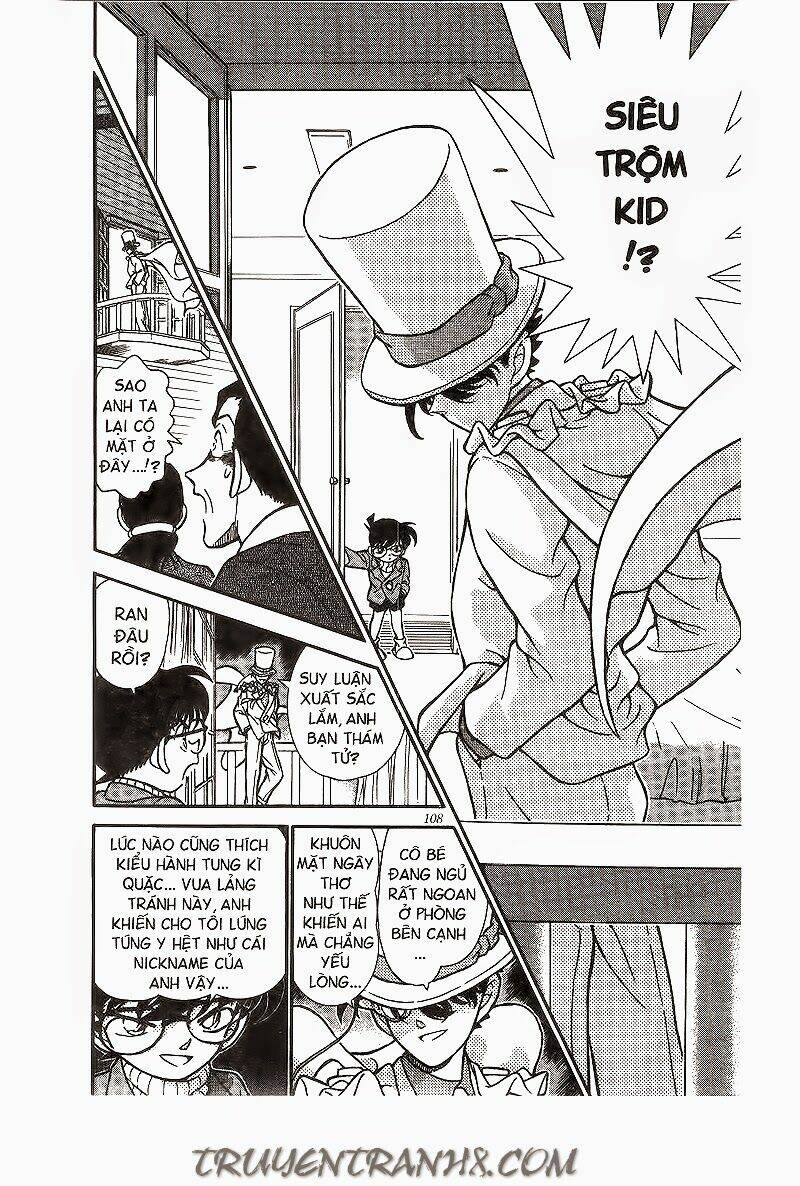 SIÊU
TRỘM
KID
!?
SAO
ANH TA
LẠI CÓ
MẶT Ở
ĐÂY...!?
RAN
ĐÂU
RỒI?
SUY LUẬN
XUẤT SẮC
LẮM, ANH
BẠN THÁM
TỬ?
108
CÔ BÉ
ĐANG NGỦ
RẤT NGOAN
Ở PHÒNG
BÊN CẠNH
...
KHUÔN
MẶT NGÂY
THƠ
NHƯ THẾ
KHIẾN AI
MÀ CHẲNG
YẾU
LÒNG...
LÚC NÀO CŨNG THÍCH
KIỂU HÀNH TUNG KÌ
QUẶC... VUA LẢNG
TRÁNH NÀY, ANH
KHIẾN CHO TÔI LÚNG
TÚNG Y HỆT NHƯ CÁI
NICKNAME CỦA
ANH VẬY...
TRUYENTRANH8.COM